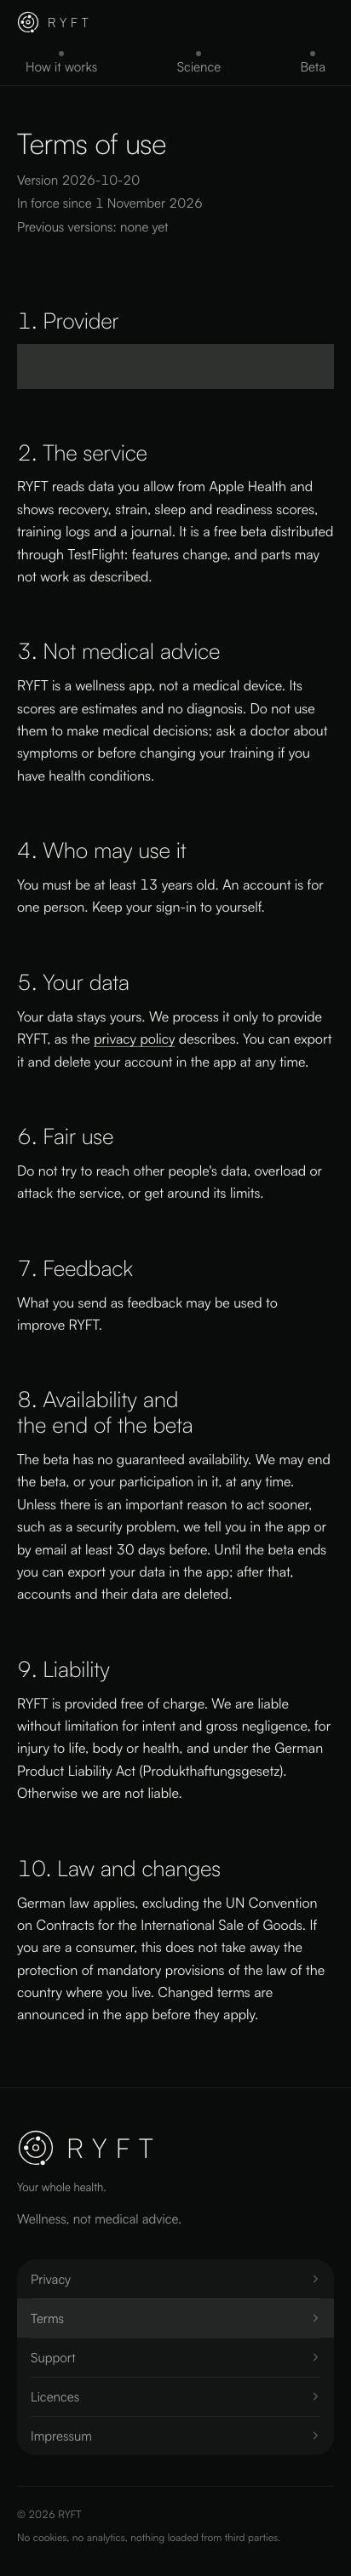 RYFT
How it works
Science
Beta
Terms of use
Version 2026-10-20
In force since 1 November 2026
Previous versions: none yet
1. Provider
2. The service
RYFT reads data you allow from Apple Health and
shows recovery, strain, sleep and readiness scores,
training logs and a journal. It is a free beta distributed
through TestFlight: features change, and parts may
not work as described.
3. Not medical advice
RYFT is a wellness app, not a medical device. Its
scores are estimates and no diagnosis. Do not use
them to make medical decisions; ask a doctor about
symptoms or before changing your training if you
have health conditions.
4. Who may use it
You must be at least 13 years old. An account is for
one person. Keep your sign-in to yourself.
5. Your data
Your data stays yours. We process it only to provide
RYFT, as the privacy policy describes. You can export
it and delete your account in the app at any time.
6. Fair use
Do not try to reach other people's data, overload or
attack the service, or get around its limits.
7. Feedback
What you send as feedback may be used to
improve RYFT.
8. Availability and
the end of the beta
The beta has no guaranteed availability. We may end
the beta, or your participation in it, at any time.
Unless there is an important reason to act sooner,
such as a security problem, we tell you in the app or
by email at least 30 days before. Until the beta ends
you can export your data in the app; after that,
accounts and their data are deleted.
9. Liability
RYFT is provided free of charge. We are liable
without limitation for intent and gross negligence, for
injury to life, body or health, and under the German
Product Liability Act (Produkthaftungsgesetz).
Otherwise we are not liable.
10. Law and changes
German law applies, excluding the UN Convention
on Contracts for the International Sale of Goods. If
you are a consumer, this does not take away the
protection of mandatory provisions of the law of the
country where you live. Changed terms are
announced in the app before they apply.
RYFT
Your whole health.
Wellness, not medical advice.
Privacy
Terms
Support
Licences
Impressum
© 2026 RYFT
No cookies, no analytics, nothing loaded from third parties.